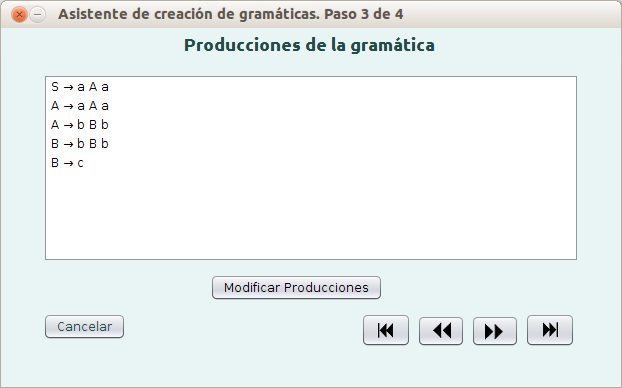 Asistente de creación de gramáticas. Paso 3 de 4
Producciones de la gramática
S → a A a
A → a A a
A → b B b
B → b B b
B → c
Modificar Producciones
Cancelar